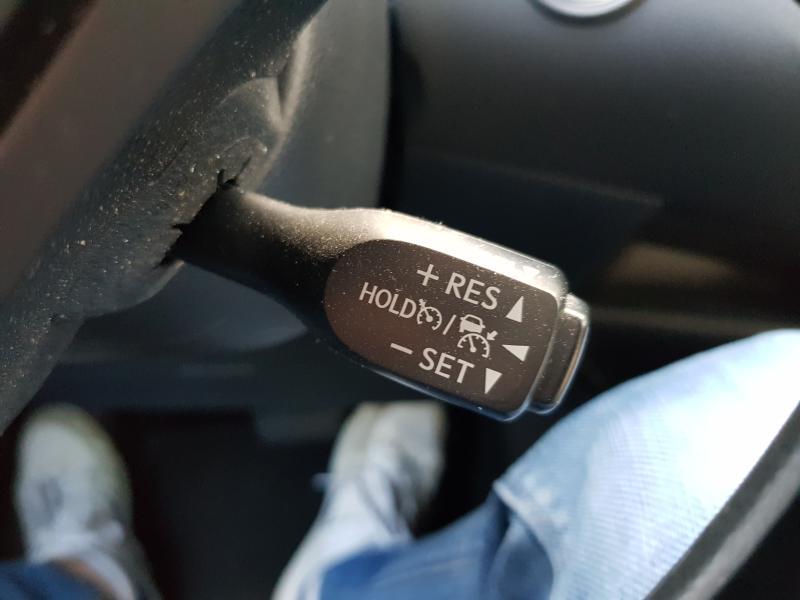 + RES ▲
HOLD / ◀
− SET ▼